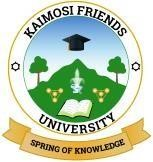 KAIMOSI FRIENDS
UNIVERSITY
SPRING OF KNOWLEDGE